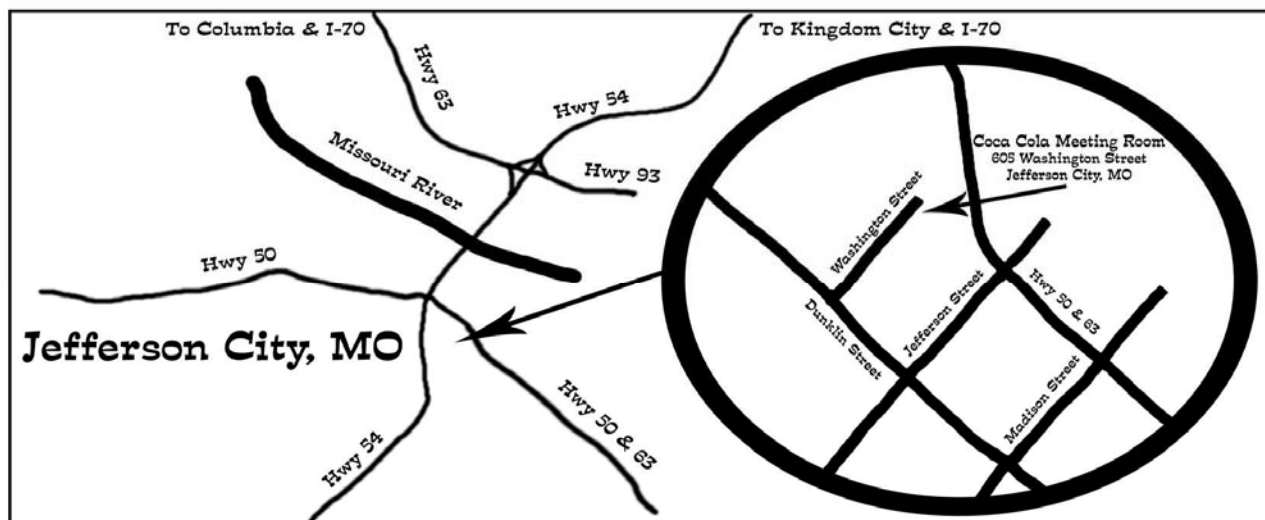 To Columbia & I-70
To Kingdom City & I-70
Hwy 63
Hwy 54
Hwy 93
Missouri River
Hwy 50
Jefferson City, MO
Hwy 54
Hwy 50 & 63
Coca Cola Meeting Room
605 Washington Street
Jefferson City, MO
Washington Street
Dunklin Street
Jefferson Street
Hwy 50 & 63
Madison Street